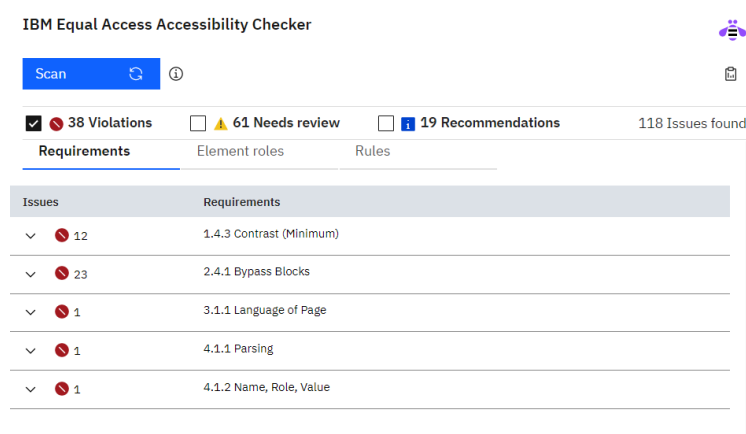 IBM Equal Access Accessibility Checker
Scan
38 Violations 61 Needs review 19 Recommendations 118 Issues found
Requirements Element roles Rules
Issues Requirements
12 1.4.3 Contrast (Minimum)
23 2.4.1 Bypass Blocks
1 3.1.1 Language of Page
1 4.1.1 Parsing
1 4.1.2 Name, Role, Value